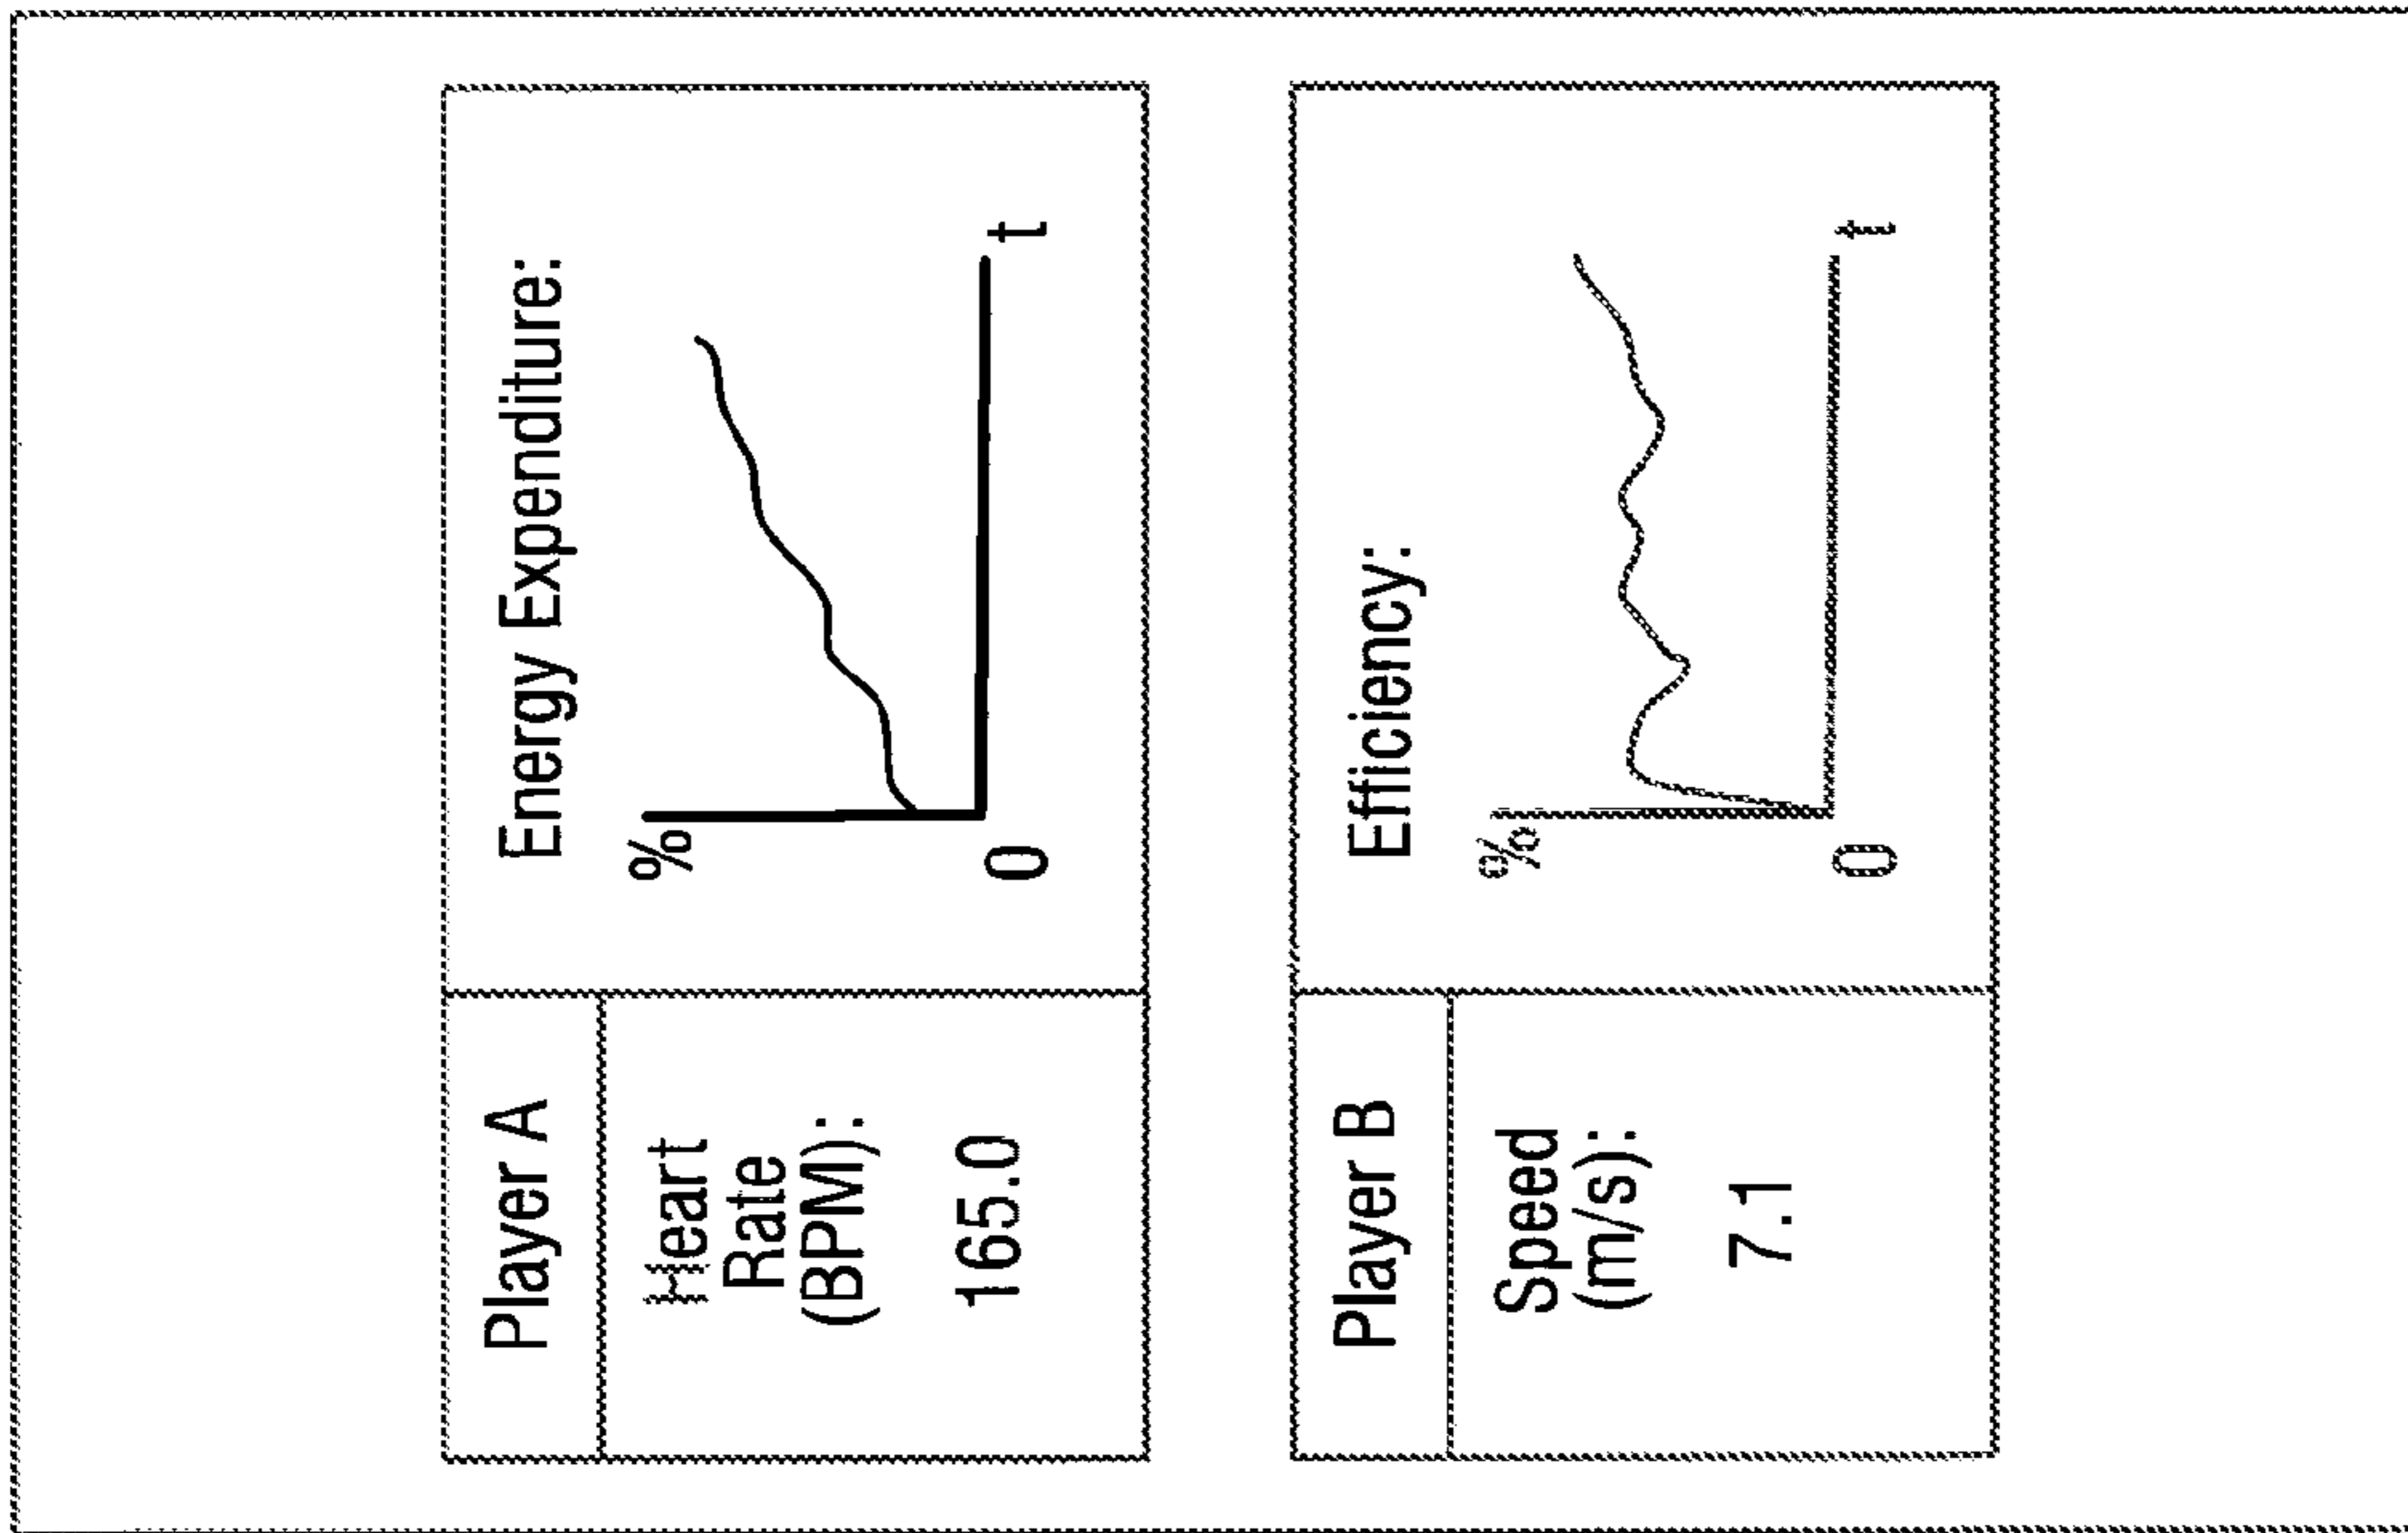 Player A
Heart
Rate
(BPM):
165.0
Energy Expenditure:
%
0
t
Player B
Speed
(m/s):
7.1
Efficiency:
%
0
t